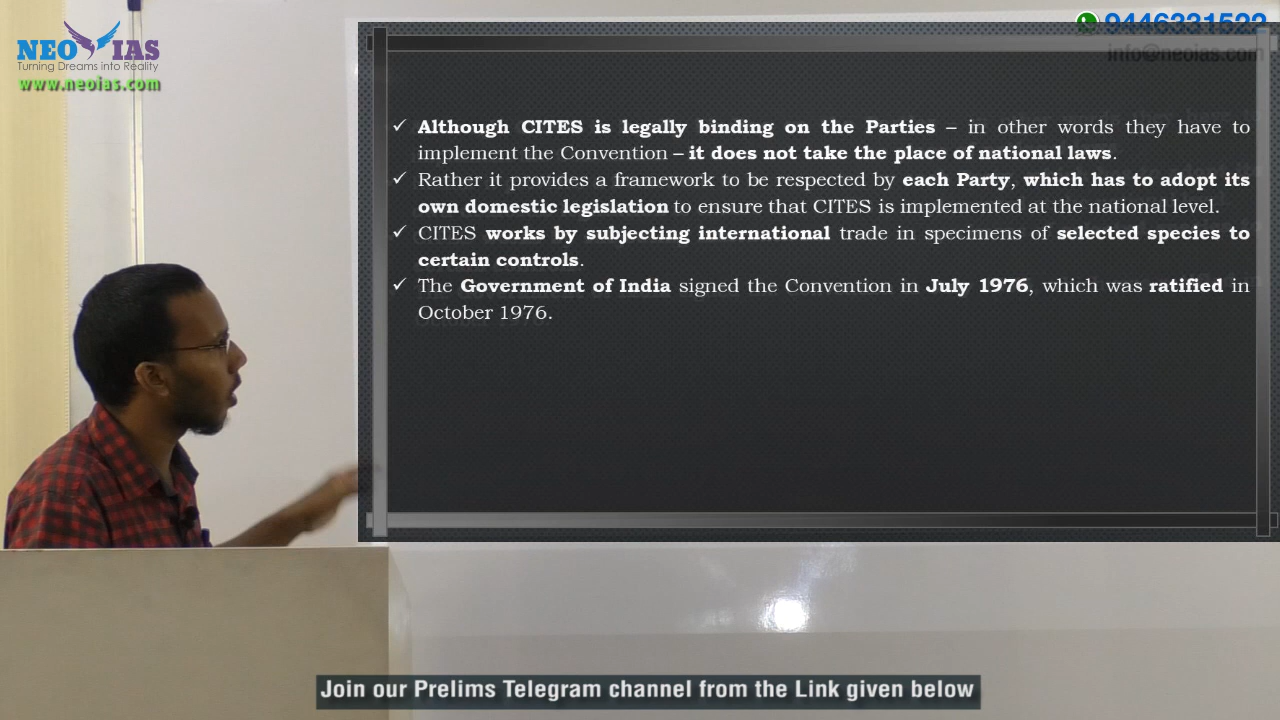 NEO IAS
Turning Dreams into Reality
www.neoias.com
9446331522
info@neoias.com
✓ Although CITES is legally binding on the Parties – in other words they have to
implement the Convention – it does not take the place of national laws.
✓ Rather it provides a framework to be respected by each Party, which has to adopt its
own domestic legislation to ensure that CITES is implemented at the national level.
✓ CITES works by subjecting international trade in specimens of selected species to
certain controls.
✓ The Government of India signed the Convention in July 1976, which was ratified in
October 1976.
Join our Prelims Telegram channel from the Link given below